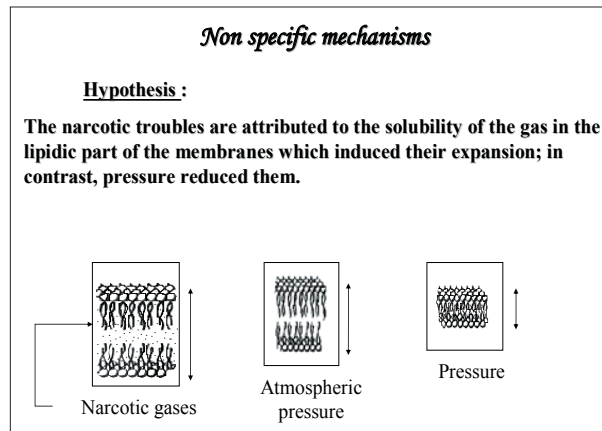 Non specific mechanisms
Hypothesis :
The narcotic troubles are attributed to the solubility of the gas in the
lipidic part of the membranes which induced their expansion; in
contrast, pressure reduced them.
Narcotic gases
Atmospheric
pressure
Pressure